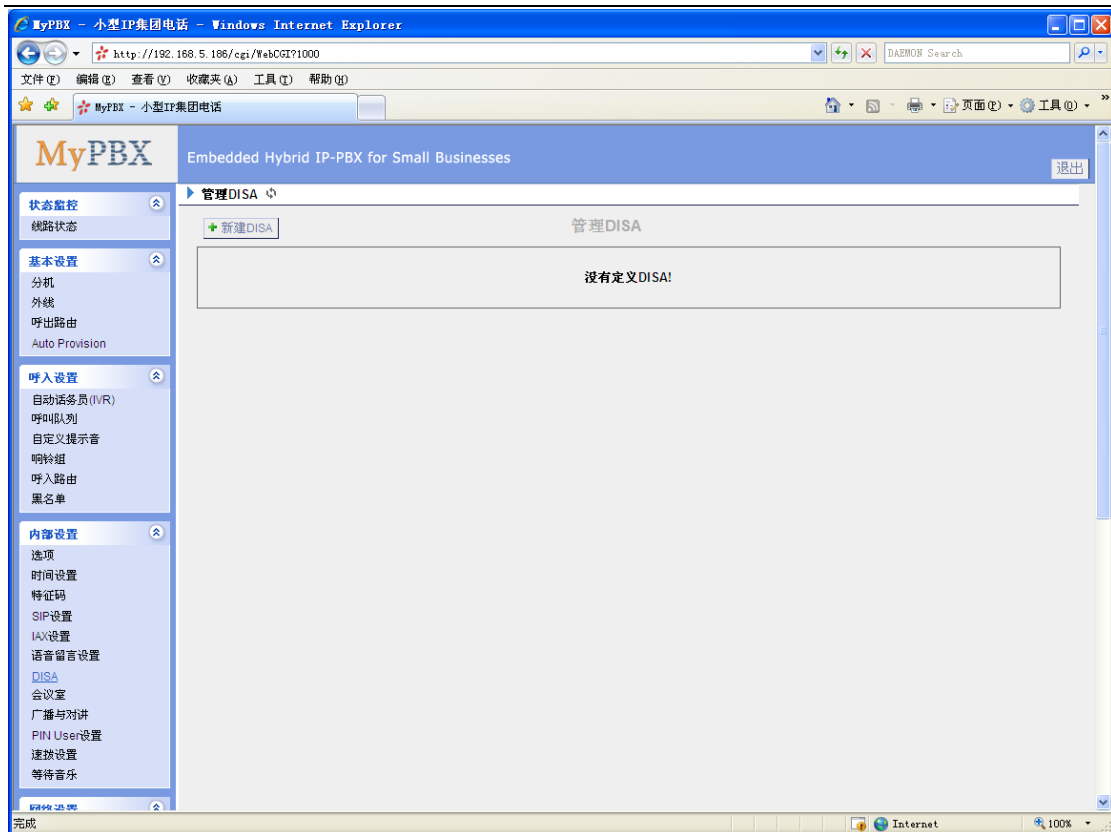 MyPBX - 小型IP集团电话 - Windows Internet Explorer
http://192.168.5.186/cgi/WebCGI?1000
DAEMON Search
文件(F) 编辑(E) 查看(V) 收藏夹(A) 工具(T) 帮助(H)
MyPBX - 小型IP集团电话
页面(P) 工具(O) »
MyPBX
Embedded Hybrid IP-PBX for Small Businesses
退出
状态监控
线路状态
基本设置
分机
外线
呼出路由
Auto Provision
呼入设置
自动话务员(IVR)
呼叫队列
自定义提示音
响铃组
呼入路由
黑名单
内部设置
选项
时间设置
特征码
SIP设置
IAX设置
语音留言设置
DISA
会议室
广播与对讲
PIN User设置
速拨设置
等待音乐
网络设置
管理DISA
新建DISA
管理DISA
没有定义DISA!
完成
Internet
100%